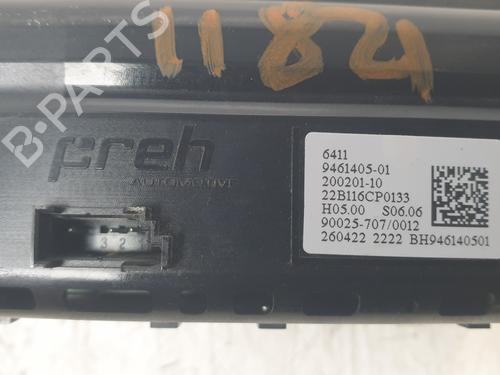 1184
B-PARTS
preh
AUTOMOTIVE
3 2
6411
9461405-01
200201-10
22B116CP0133
H05.00 S06.06
90025-707/0012
260422 2222 BH946140501